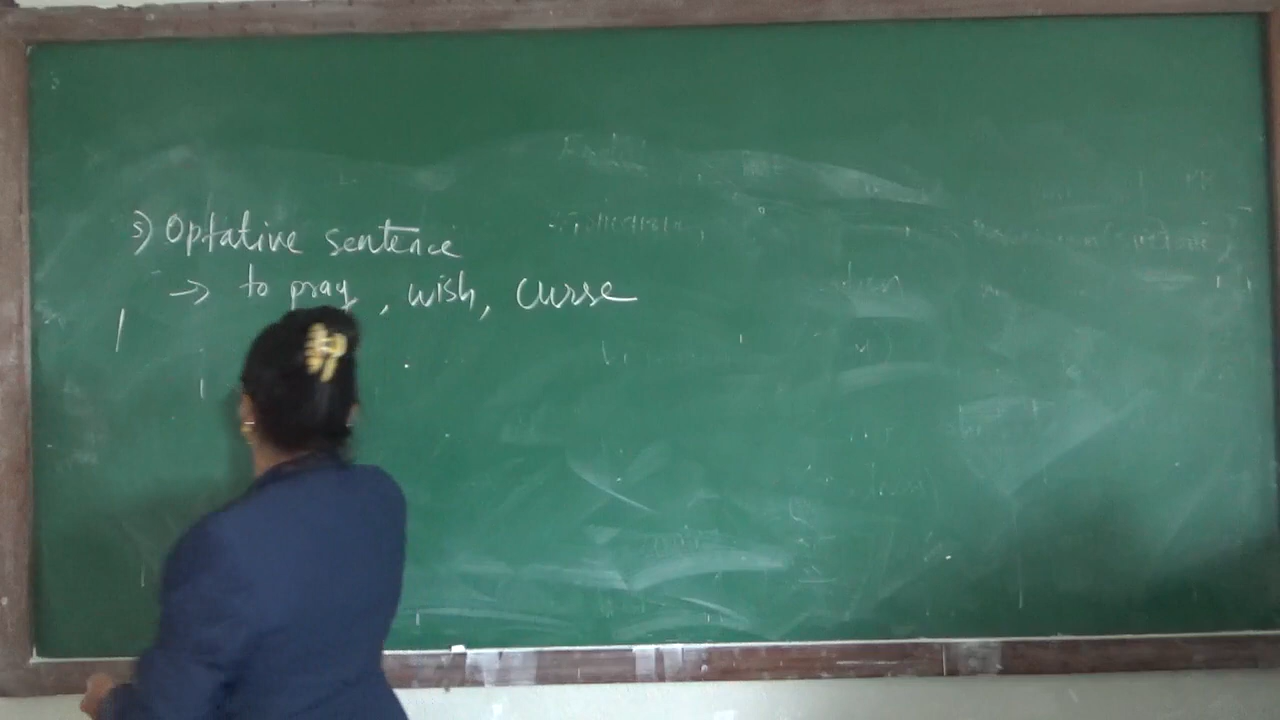 5) Optative sentence
→ to pray, wish, curse